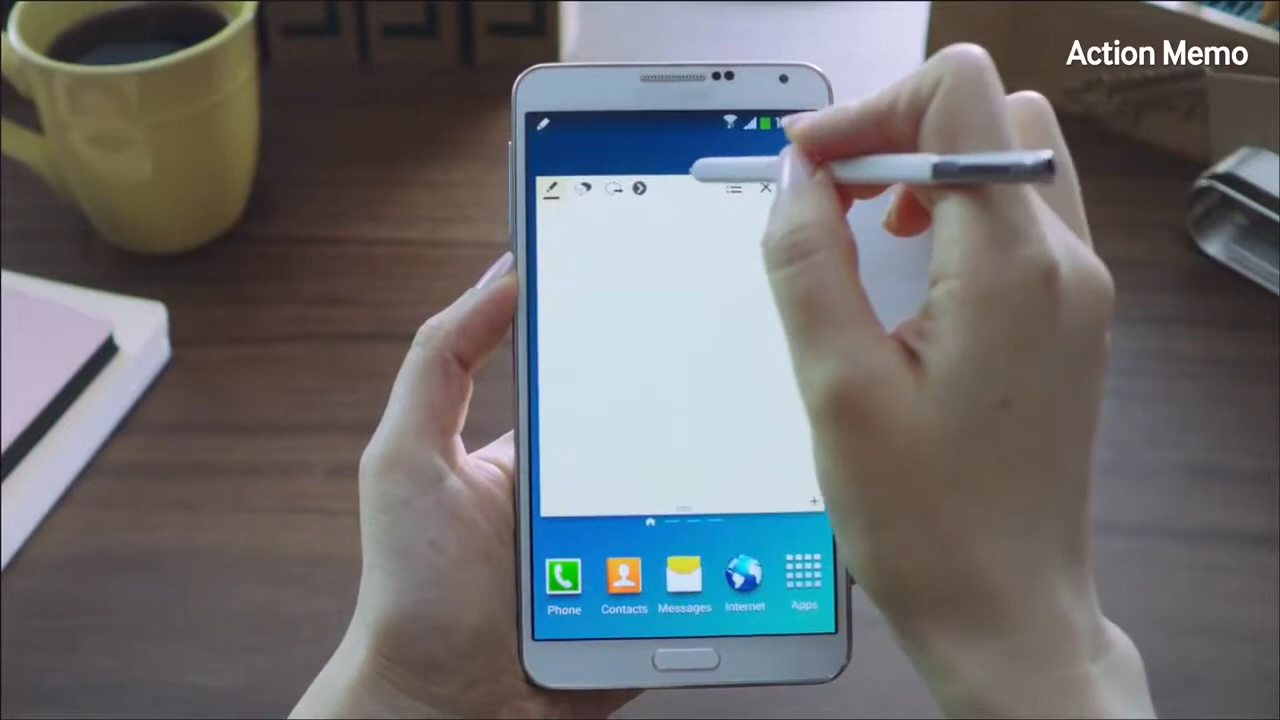 Action Memo
Phone
Contacts
Messages
Internet
Apps